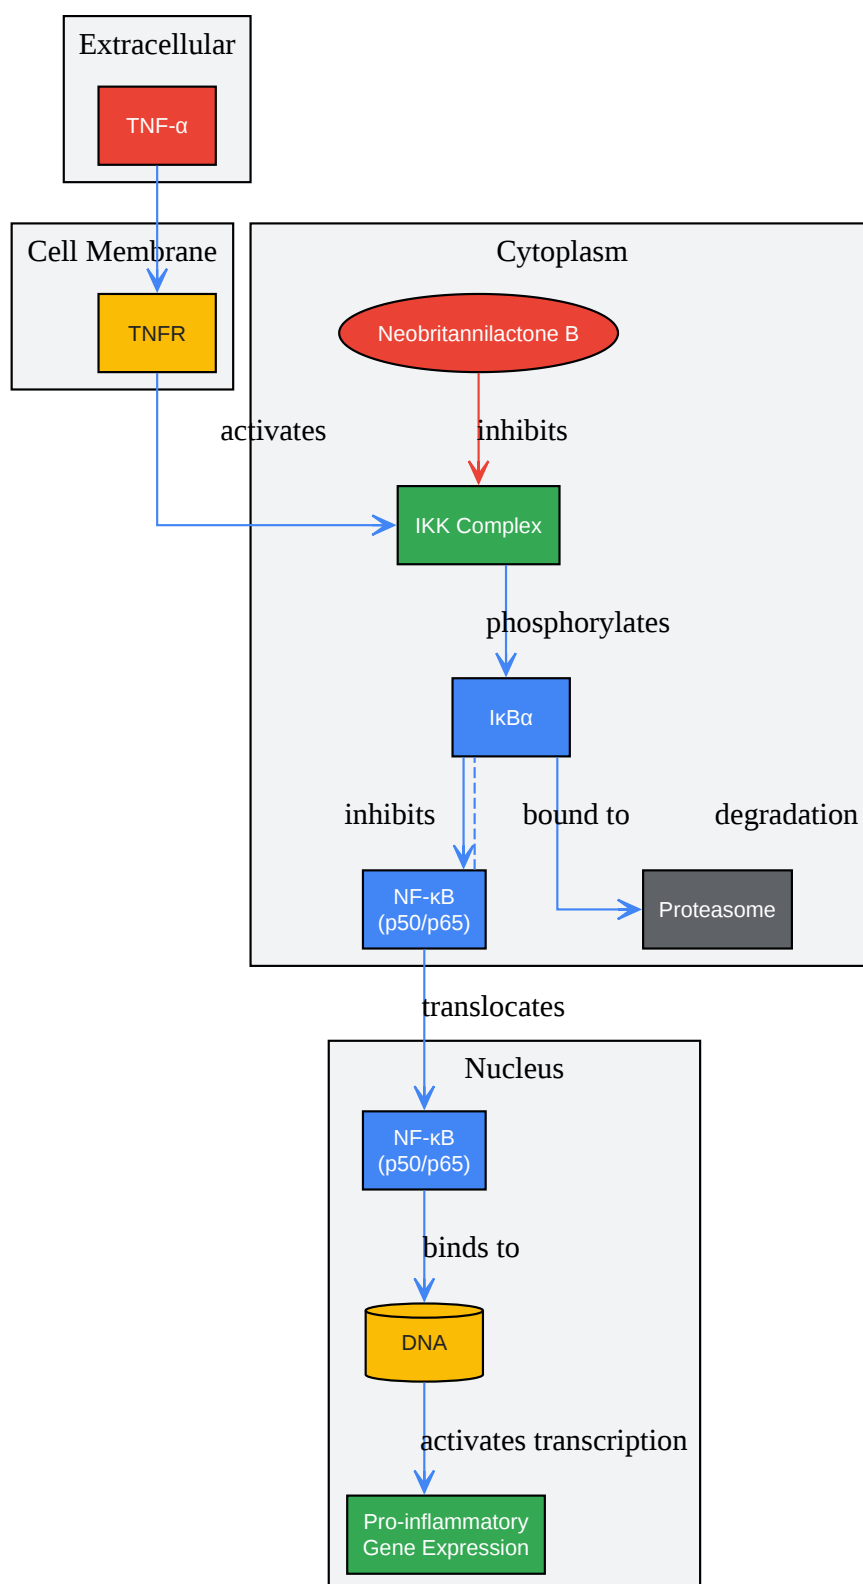 Extracellular
TNF-α
Cell Membrane
Cytoplasm
TNFR
Neobritannilactone B
activates
inhibits
IKK Complex
phosphorylates
IκBα
inhibits
bound to
degradation
NF-κB
(p50/p65)
Proteasome
translocates
Nucleus
NF-κB
(p50/p65)
binds to
DNA
activates transcription
Pro-inflammatory
Gene Expression